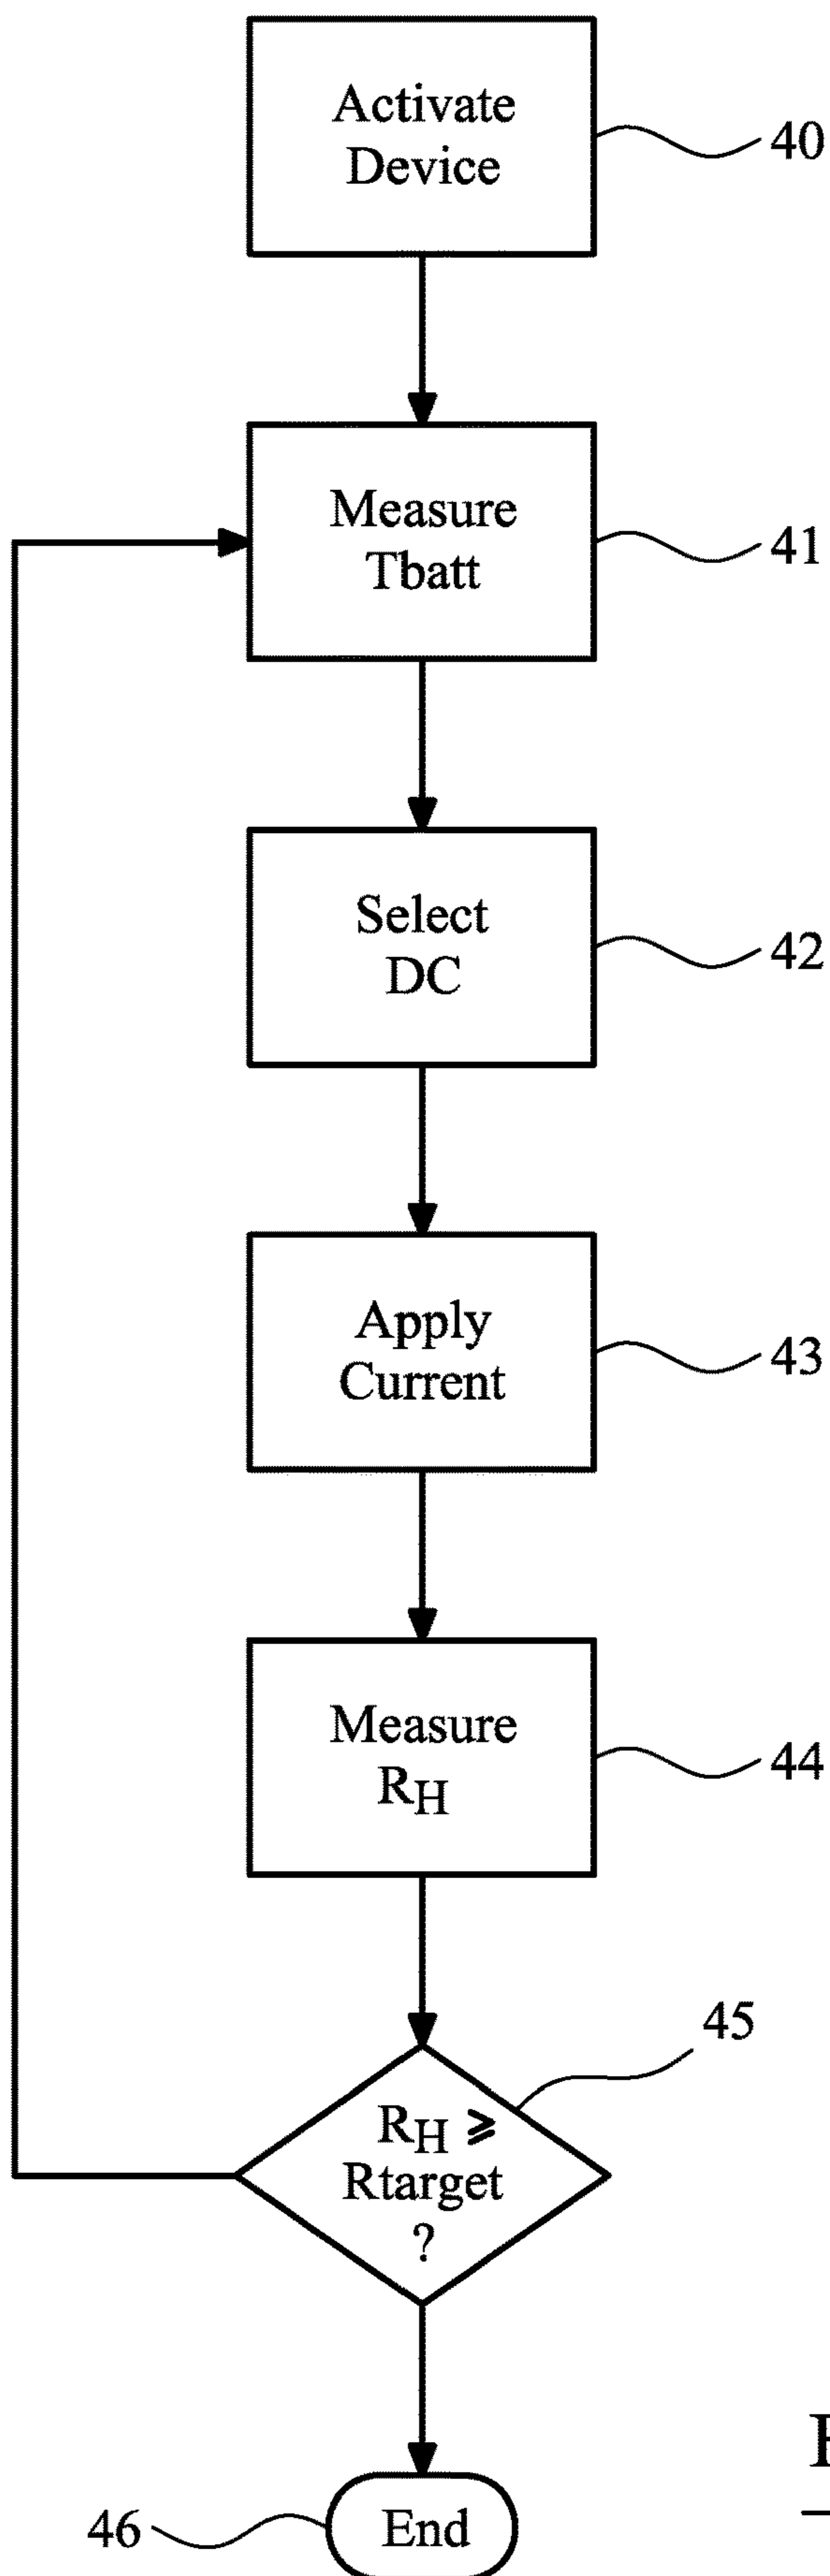 Activate
Device
40
Measure
Tbatt
41
Select
DC
42
Apply
Current
43
Measure
RH
44
45
RH ⩾
Rtarget
?
46
End